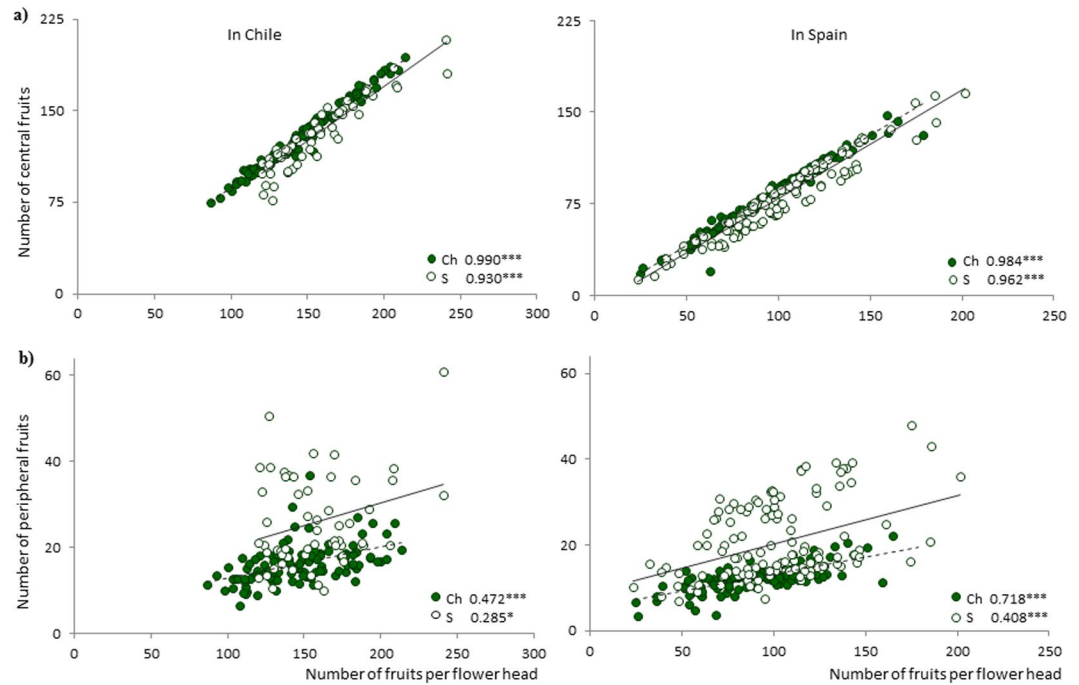 a)
In Chile
In Spain
225
150
75
0
Number of central fruits
Ch 0.990***
S 0.930***
0 50 100 150 200 250 300
225
150
75
0
Ch 0.984***
S 0.962***
0 50 100 150 200 250
b)
60
40
20
0
Number of peripheral fruits
Ch 0.472***
S 0.285*
0 50 100 150 200 250 300
Number of fruits per flower head
60
40
20
0
Ch 0.718***
S 0.408***
0 50 100 150 200 250
Number of fruits per flower head